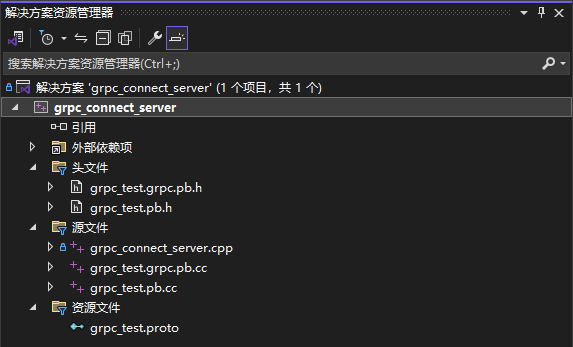 解决方案资源管理器
搜索解决方案资源管理器(Ctrl+;)
解决方案 'grpc_connect_server' (1 个项目，共 1 个)
grpc_connect_server
引用
外部依赖项
头文件
grpc_test.grpc.pb.h
grpc_test.pb.h
源文件
grpc_connect_server.cpp
grpc_test.grpc.pb.cc
grpc_test.pb.cc
资源文件
grpc_test.proto